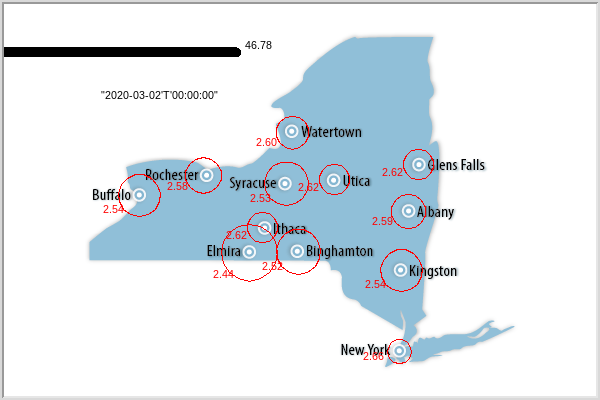 46.78
"2020-03-02'T'00:00:00"
Watertown
2.60
Glens Falls
2.62
Rochester
2.58
Syracuse
2.53
Utica
2.62
Buffalo
2.54
Albany
2.59
Ithaca
2.62
Elmira
2.44
Binghamton
2.52
Kingston
2.54
New York
2.66